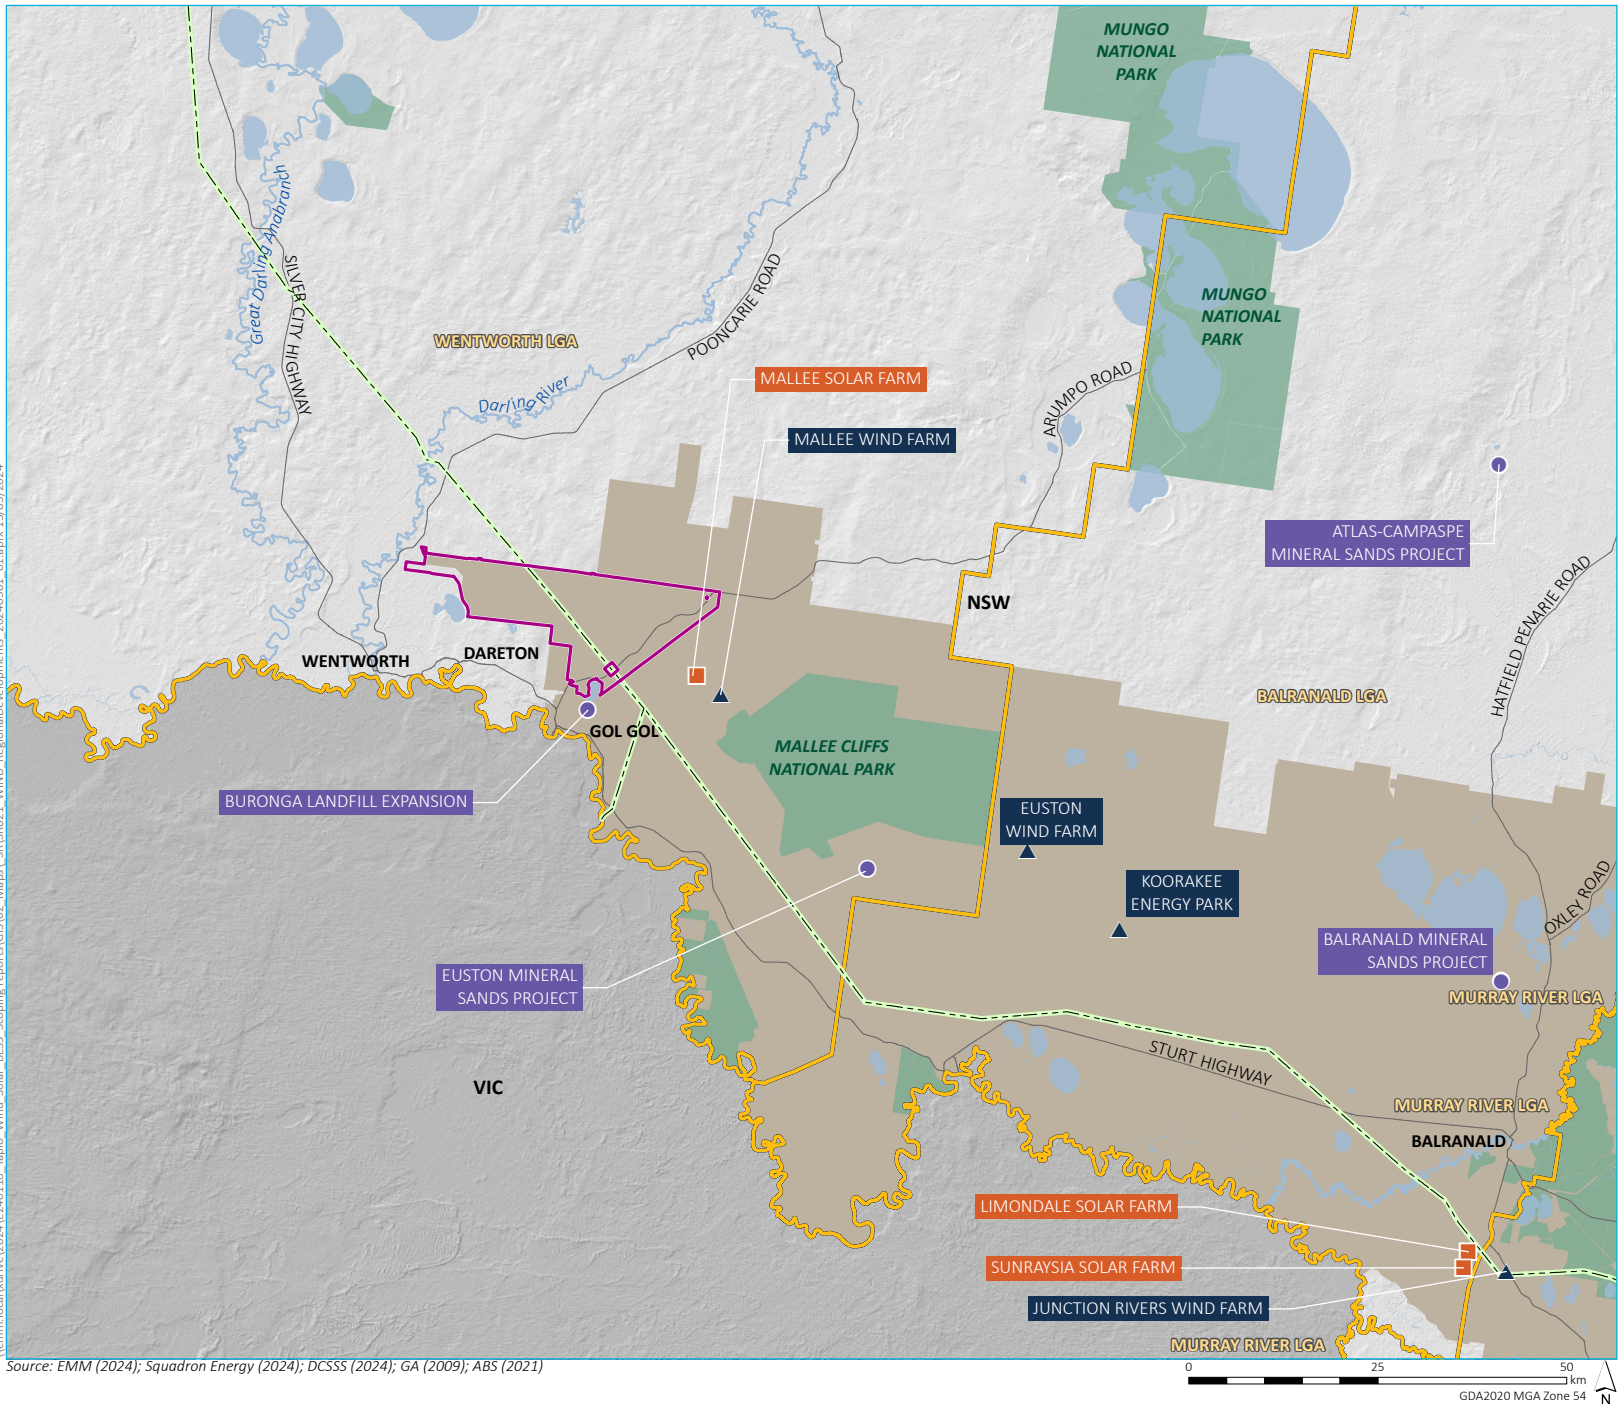 MUNGO
NATIONAL
PARK
Great Darling Anabranch
SILVER CITY HIGHWAY
POONCARIE ROAD
MUNGO
NATIONAL
PARK
WENTWORTH LGA
Darling River
MALLEE SOLAR FARM
ARUMPO ROAD
MALLEE WIND FARM
ATLAS-CAMPASPE
MINERAL SANDS PROJECT
HATFIELD PENARIE ROAD
NSW
WENTWORTH
DARETON
BALRANALD LGA
GOL GOL
MALLEE CLIFFS
NATIONAL PARK
BURONGA LANDFILL EXPANSION
EUSTON
WIND FARM
KOORAKEE
ENERGY PARK
OXLEY ROAD
BALRANALD MINERAL
SANDS PROJECT
EUSTON MINERAL
SANDS PROJECT
MURRAY RIVER LGA
STURT HIGHWAY
VIC
MURRAY RIVER LGA
BALRANALD
LIMONDALE SOLAR FARM
SUNRAYSIA SOLAR FARM
JUNCTION RIVERS WIND FARM
MURRAY RIVER LGA
Source: EMM (2024); Squadron Energy (2024); DCSSS (2024); GA (2009); ABS (2021)
0 25 50
km
GDA2020 MGA Zone 54
N